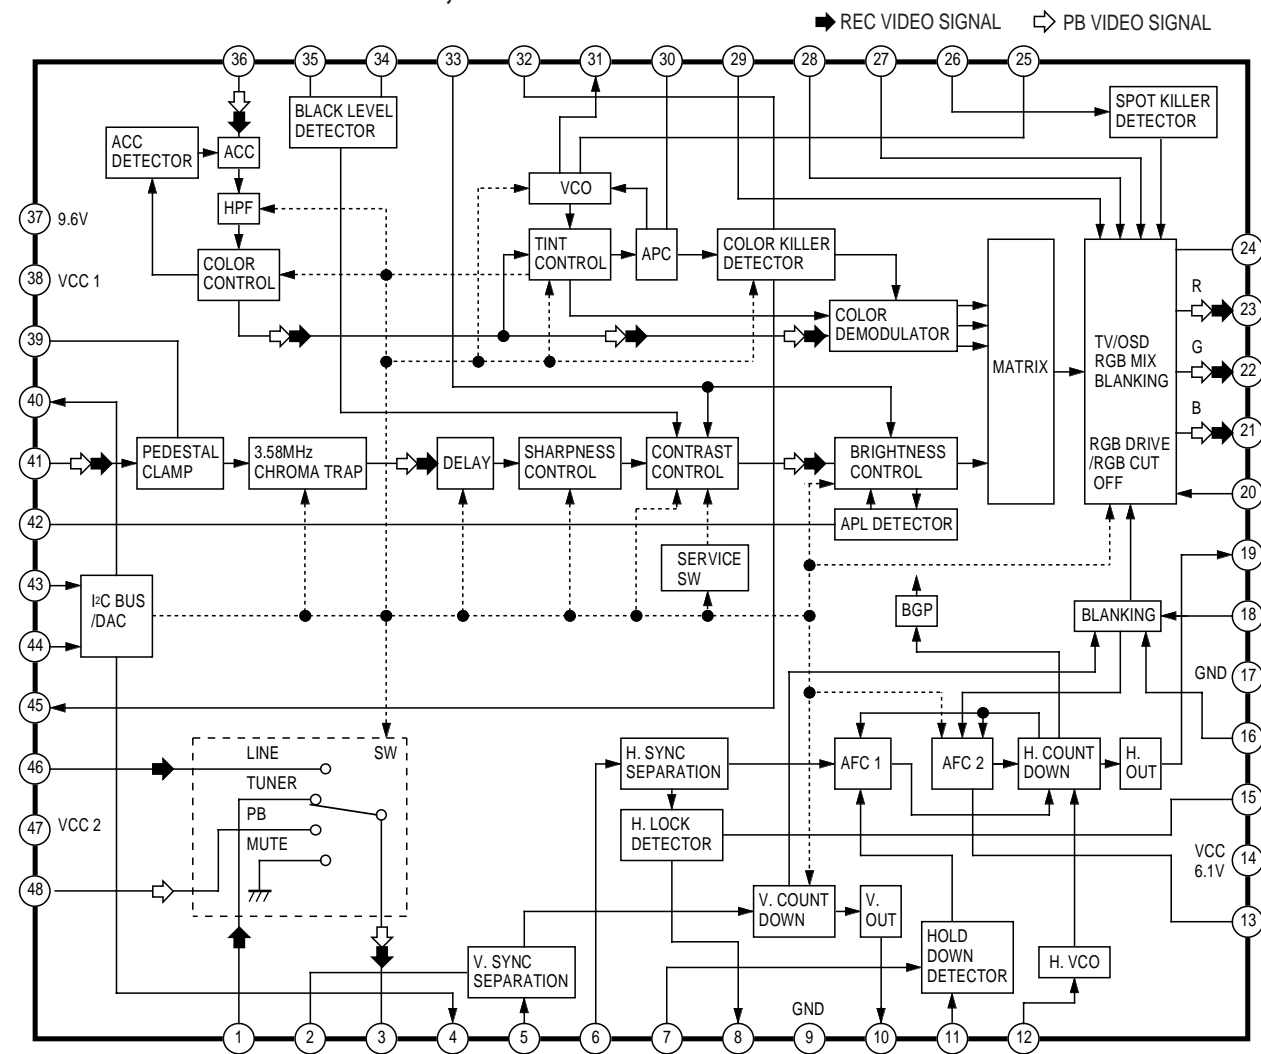 REC VIDEO SIGNAL PB VIDEO SIGNAL
36 35 34 33 32 31 30 29 28 27 26 25
BLACK LEVEL
DETECTOR
SPOT KILLER
DETECTOR
ACC
DETECTOR
ACC
VCO
HPF
37 9.6V
TINT
CONTROL
APC
COLOR KILLER
DETECTOR
24
COLOR
CONTROL
38 VCC 1
R
23
COLOR
DEMODULATOR
39
TV/OSD
RGB MIX
BLANKING
MATRIX
G
22
40
B
21
RGB DRIVE
/RGB CUT
OFF
41
PEDESTAL
CLAMP
3.58MHz
CHROMA TRAP
DELAY
SHARPNESS
CONTROL
CONTRAST
CONTROL
BRIGHTNESS
CONTROL
20
42
APL DETECTOR
SERVICE
SW
19
43
I²C BUS
/DAC
BGP
BLANKING
18
44
GND
17
45
16
LINE
SW
46
TUNER
H. SYNC
SEPARATION
AFC 1
AFC 2
H. COUNT
DOWN
H.
OUT
15
PB
47 VCC 2
H. LOCK
DETECTOR
MUTE
VCC
6.1V
14
48
V. COUNT
DOWN
V.
OUT
13
HOLD
DOWN
DETECTOR
V. SYNC
SEPARATION
H. VCO
GND
1 2 3 4 5 6 7 8 9 10 11 12